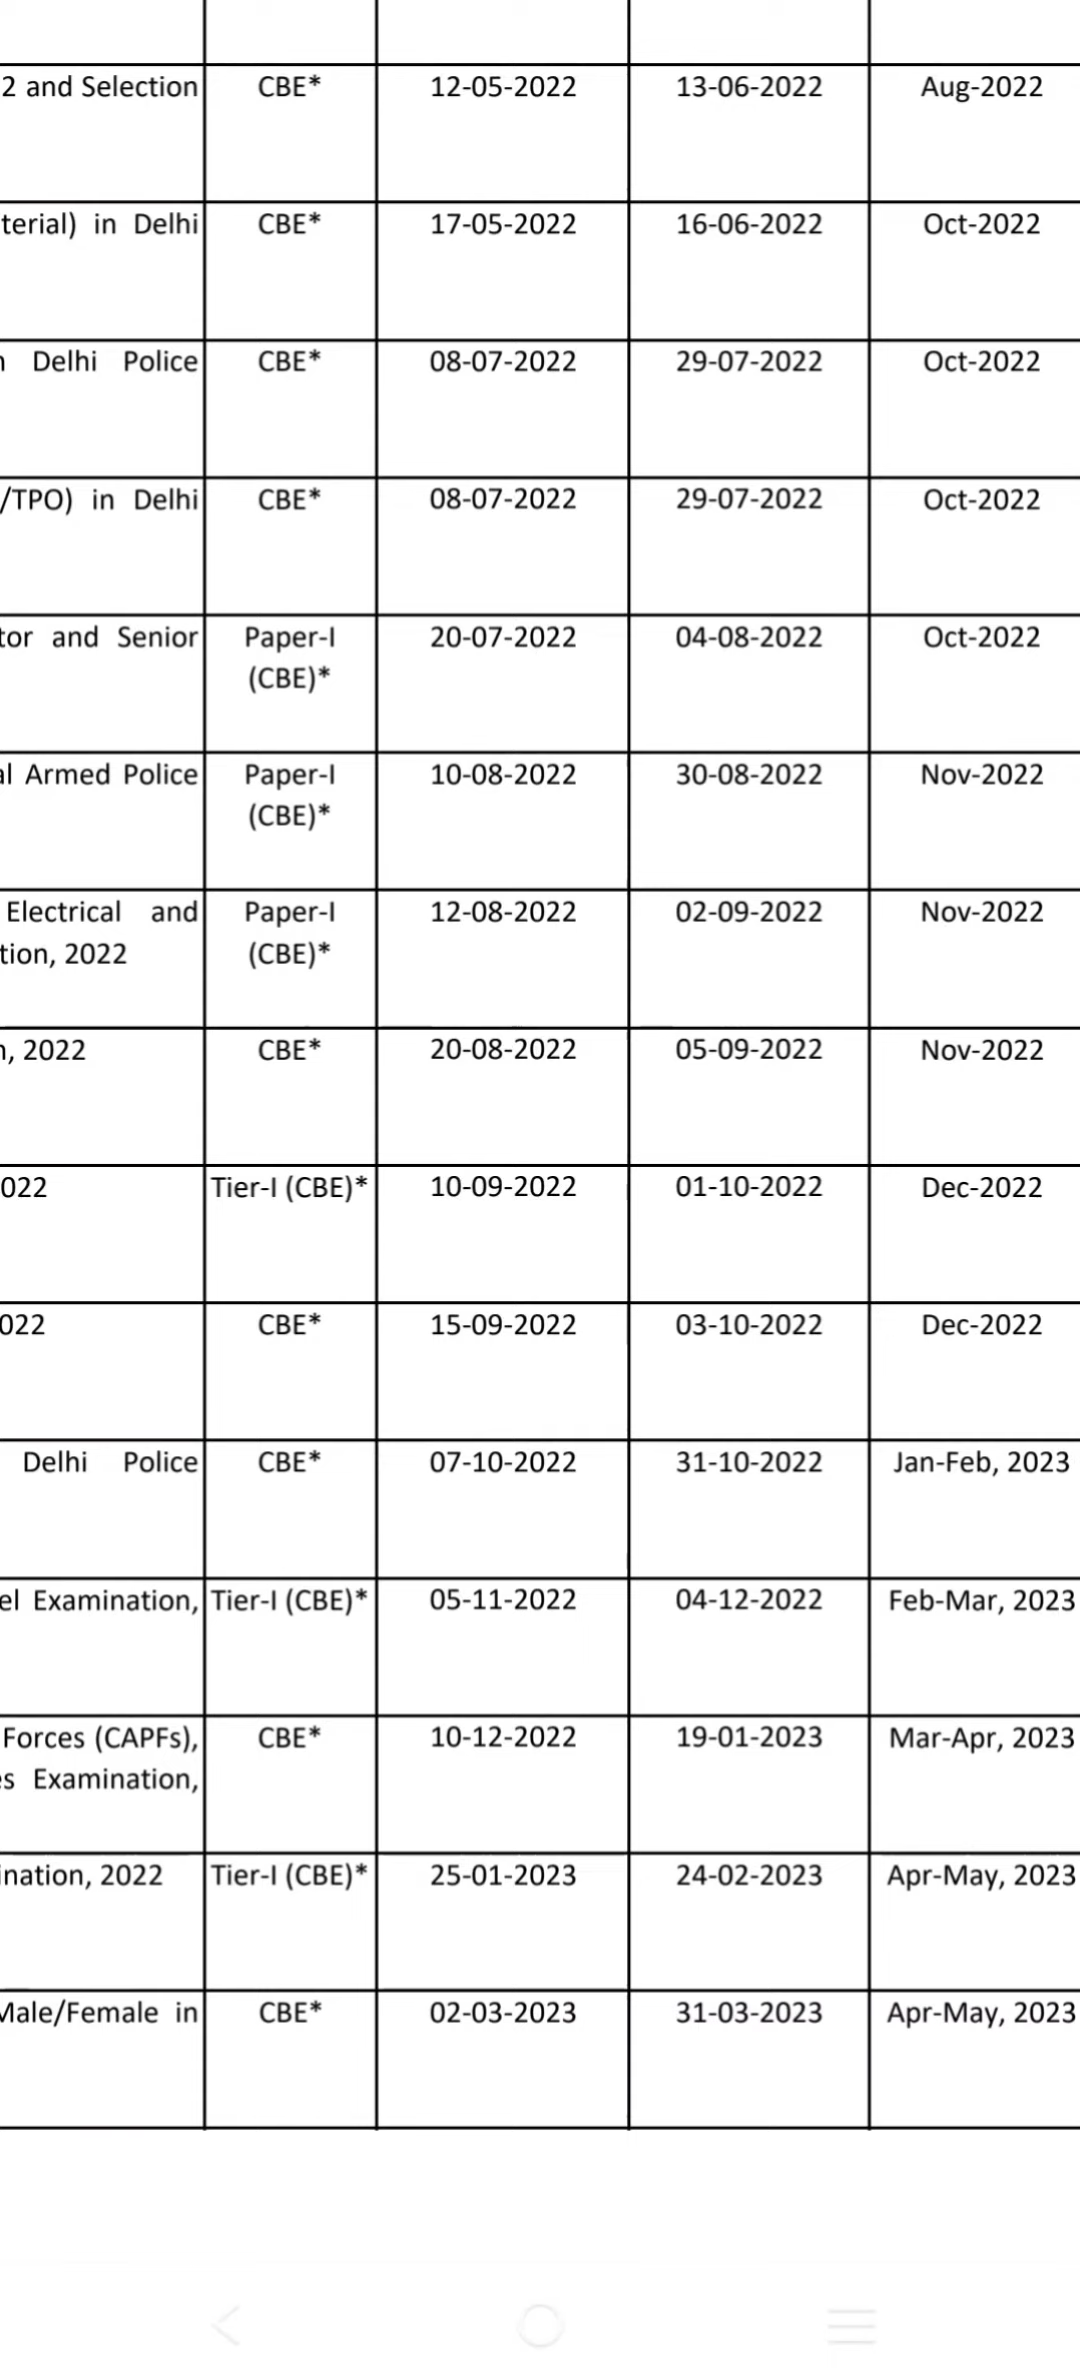 2 and Selection CBE* 12-05-2022 13-06-2022 Aug-2022
terial) in Delhi CBE* 17-05-2022 16-06-2022 Oct-2022
n Delhi Police CBE* 08-07-2022 29-07-2022 Oct-2022
/TPO) in Delhi CBE* 08-07-2022 29-07-2022 Oct-2022
tor and Senior Paper-I 20-07-2022 04-08-2022 Oct-2022
(CBE)*
al Armed Police Paper-I 10-08-2022 30-08-2022 Nov-2022
(CBE)*
Electrical and Paper-I 12-08-2022 02-09-2022 Nov-2022
tion, 2022 (CBE)*
n, 2022 CBE* 20-08-2022 05-09-2022 Nov-2022
022 Tier-I (CBE)* 10-09-2022 01-10-2022 Dec-2022
022 CBE* 15-09-2022 03-10-2022 Dec-2022
Delhi Police CBE* 07-10-2022 31-10-2022 Jan-Feb, 2023
el Examination, Tier-I (CBE)* 05-11-2022 04-12-2022 Feb-Mar, 2023
Forces (CAPFs), CBE* 10-12-2022 19-01-2023 Mar-Apr, 2023
es Examination,
ination, 2022 Tier-I (CBE)* 25-01-2023 24-02-2023 Apr-May, 2023
Male/Female in CBE* 02-03-2023 31-03-2023 Apr-May, 2023